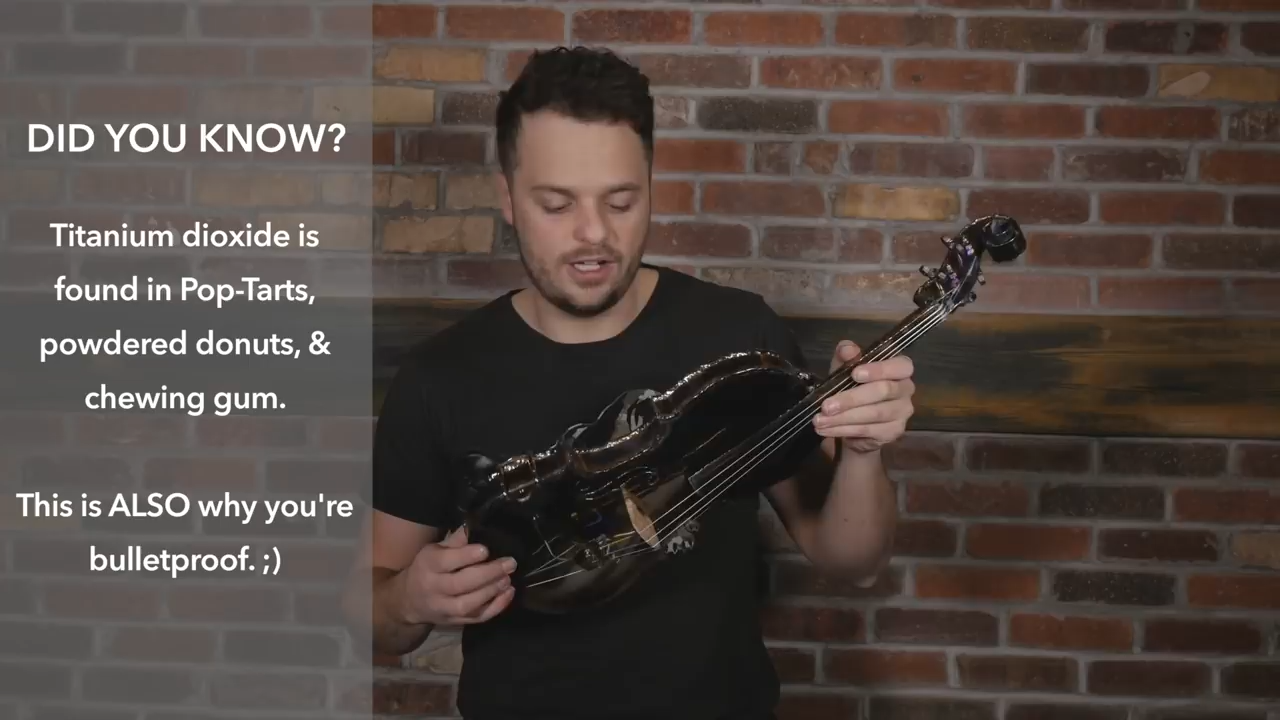 DID YOU KNOW?
Titanium dioxide is
found in Pop-Tarts,
powdered donuts, &
chewing gum.
This is ALSO why you're
bulletproof. ;)